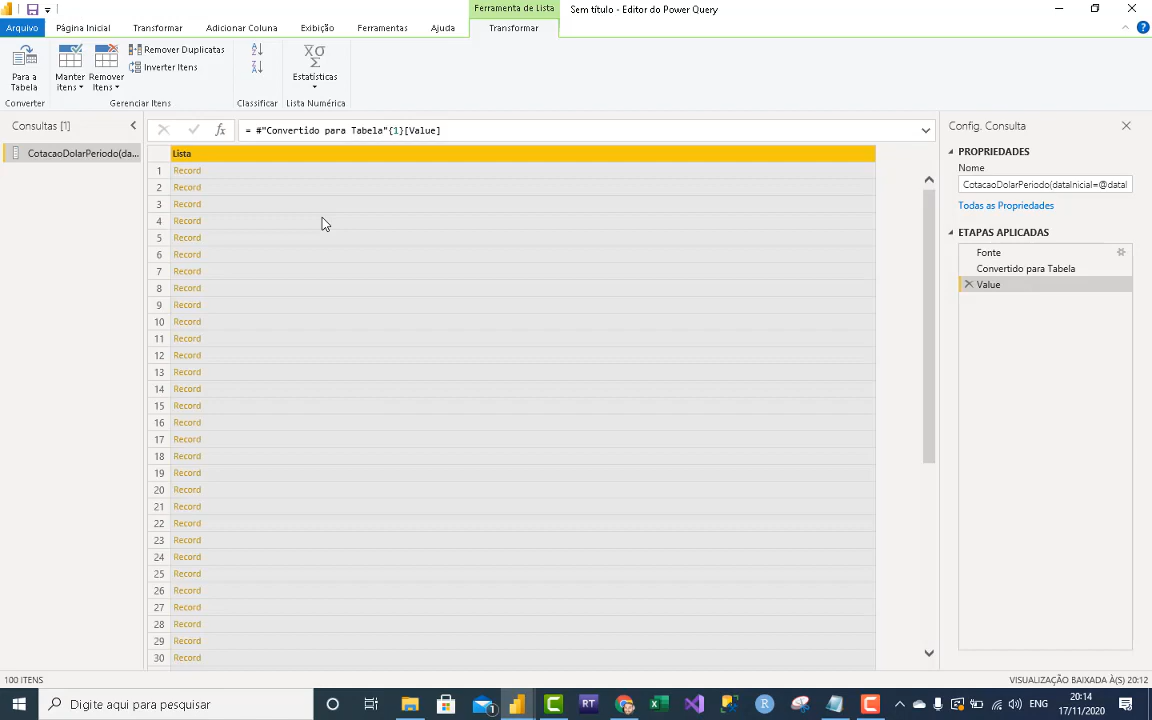 Ferramenta de Lista
Sem título - Editor do Power Query
Arquivo
Página Inicial
Transformar
Adicionar Coluna
Exibição
Ferramentas
Ajuda
Transformar
Para a
Tabela
Manter
itens
Remover
Itens
Remover Duplicatas
Inverter Itens
Estatísticas
Converter
Gerenciar Itens
Classificar
Lista Numérica
Consultas [1]
CotacaoDolarPeriodo(da...
fx
= #"Convertido para Tabela"{1}[Value]
Lista
1 Record
2 Record
3 Record
4 Record
5 Record
6 Record
7 Record
8 Record
9 Record
10 Record
11 Record
12 Record
13 Record
14 Record
15 Record
16 Record
17 Record
18 Record
19 Record
20 Record
21 Record
22 Record
23 Record
24 Record
25 Record
26 Record
27 Record
28 Record
29 Record
30 Record
Config. Consulta
PROPRIEDADES
Nome
CotacaoDolarPeriodo(dataInicial=@dataI
Todas as Propriedades
ETAPAS APLICADAS
Fonte
Convertido para Tabela
Value
100 ITENS
VISUALIZAÇÃO BAIXADA À(S) 20:12
Digite aqui para pesquisar
1
RT
R
ENG
20:14
17/11/2020